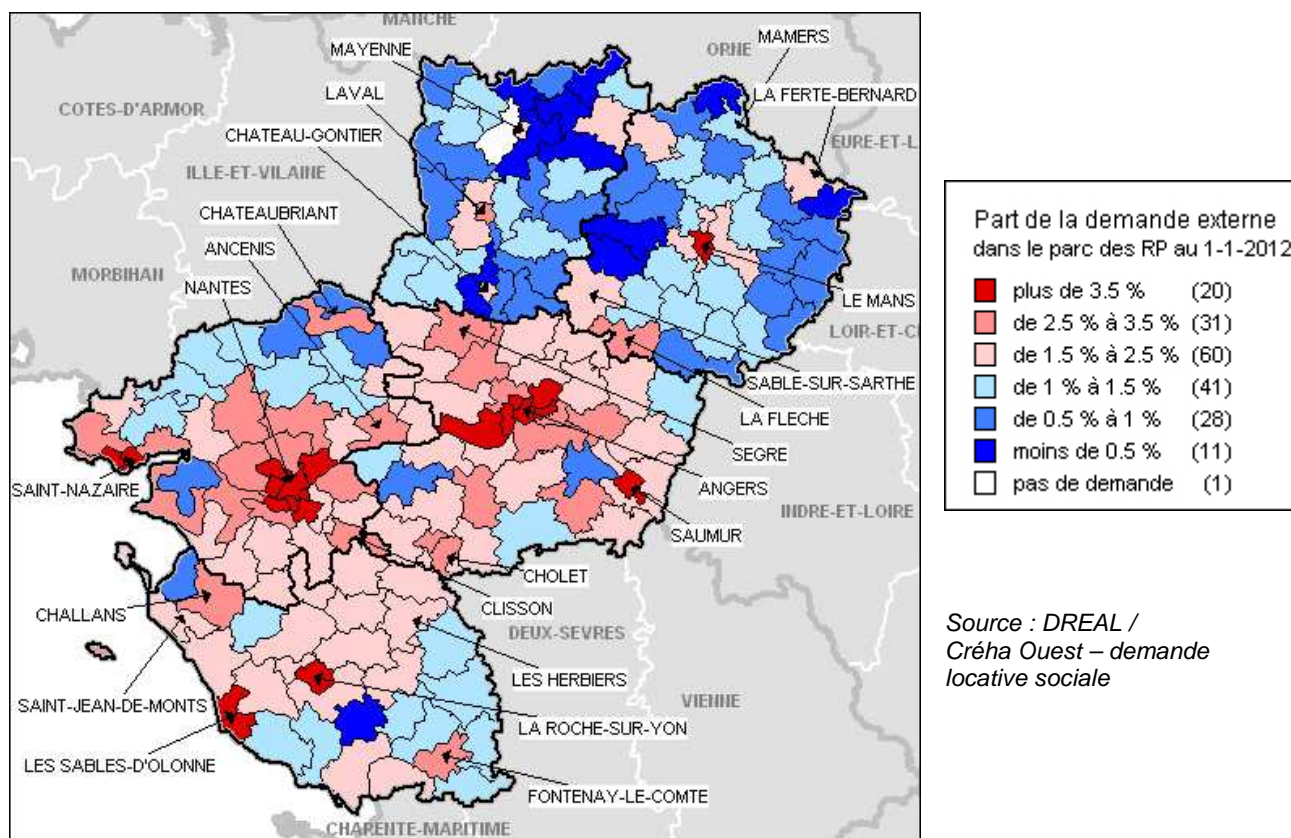 MANCHE
MAYENNE
ORNE
MAMERS
LAVAL
LA FERTE-BERNARD
COTES-D'ARMOR
CHATEAU-GONTIER
EURE-ET-L
ILLE-ET-VILAINE
CHATEAUBRIANT
ANCENIS
MORBIHAN
NANTES
LE MANS
LOIR-ET-C
SABLE-SUR-SARTHE
LA FLECHE
SEGRE
SAINT-NAZAIRE
ANGERS
INDRE-ET-LOIRE
SAUMUR
CHOLET
CHALLANS
CLISSON
DEUX-SEVRES
LES HERBIERS
SAINT-JEAN-DE-MONTS
VIENNE
LA ROCHE-SUR-YON
LES SABLES-D'OLONNE
FONTENAY-LE-COMTE
CHARENTE-MARITIME
Part de la demande externe
dans le parc des RP au 1-1-2012
plus de 3.5 % (20)
de 2.5 % à 3.5 % (31)
de 1.5 % à 2.5 % (60)
de 1 % à 1.5 % (41)
de 0.5 % à 1 % (28)
moins de 0.5 % (11)
pas de demande (1)
Source : DREAL /
Créha Ouest – demande
locative sociale